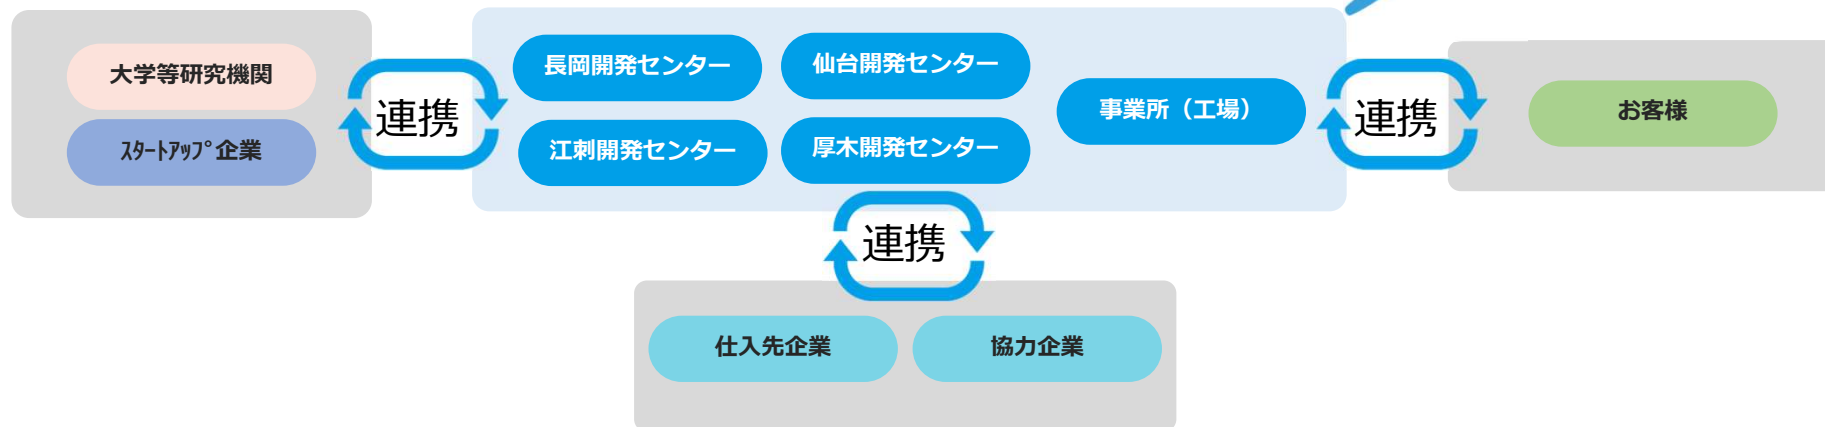 大学等研究機関
ｽﾀｰﾄｱｯﾌﾟ企業
連携
長岡開発センター
仙台開発センター
江刺開発センター
厚木開発センター
事業所（工場）
連携
お客様
連携
仕入先企業
協力企業